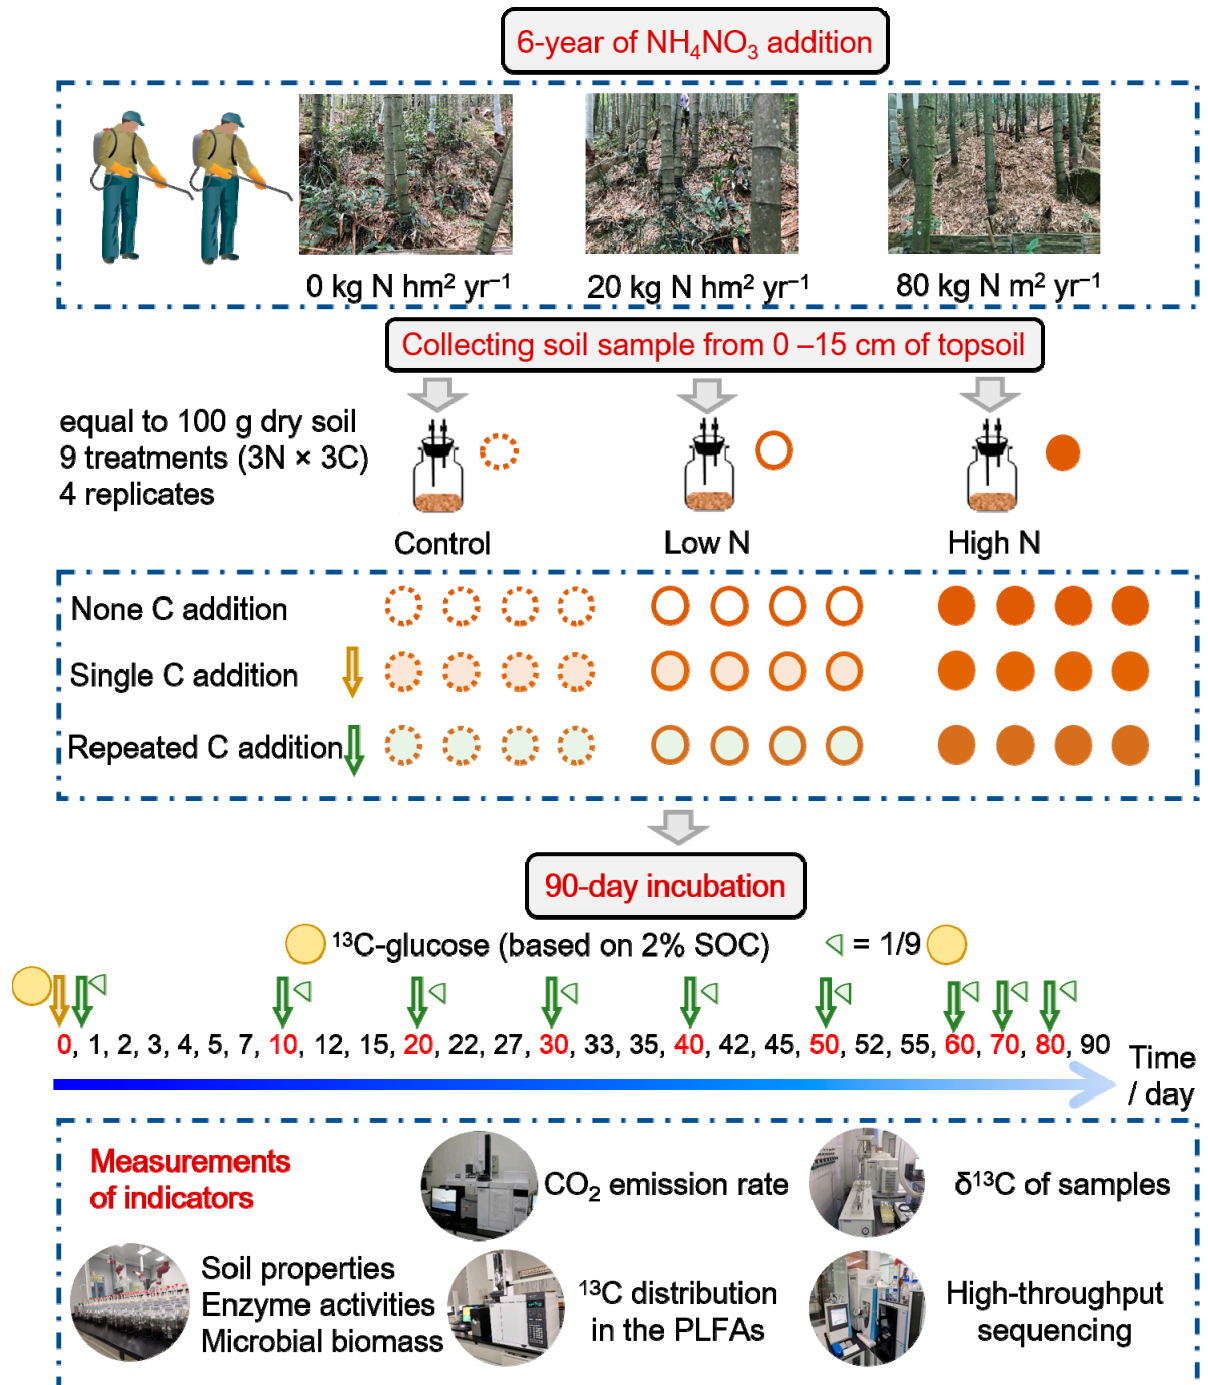 6-year of NH₄NO₃ addition
0 kg N hm² yr⁻¹
20 kg N hm² yr⁻¹
80 kg N m² yr⁻¹
Collecting soil sample from 0 –15 cm of topsoil
equal to 100 g dry soil
9 treatments (3N × 3C)
4 replicates
Control
Low N
High N
None C addition
Single C addition
Repeated C addition
90-day incubation
¹³C-glucose (based on 2% SOC)
= 1/9
0, 1, 2, 3, 4, 5, 7, 10, 12, 15, 20, 22, 27, 30, 33, 35, 40, 42, 45, 50, 52, 55, 60, 70, 80, 90
Time
/ day
Measurements
of indicators
CO₂ emission rate
δ¹³C of samples
Soil properties
Enzyme activities
Microbial biomass
¹³C distribution
in the PLFAs
High-throughput
sequencing